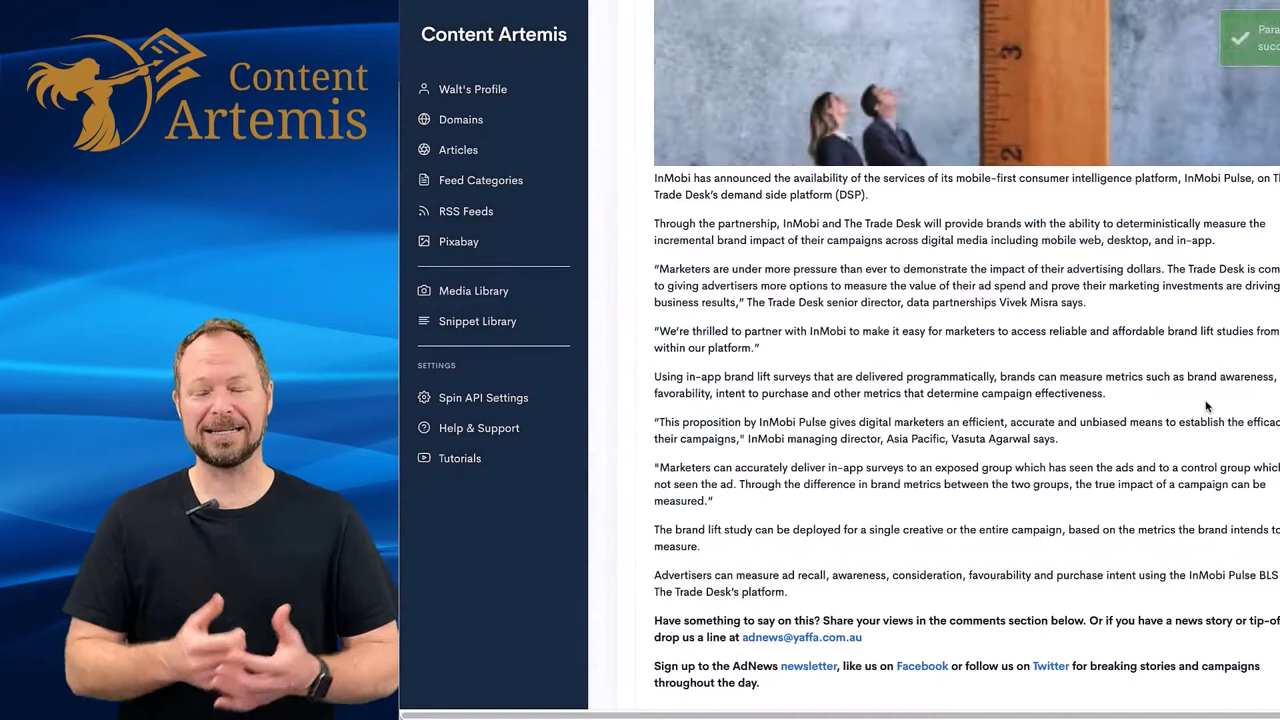 Content
Artemis
Content Artemis
Walt's Profile
Domains
Articles
Feed Categories
RSS Feeds
Pixabay
Media Library
Snippet Library
SETTINGS
Spin API Settings
Help & Support
Tutorials
3
2
InMobi has announced the availability of the services of its mobile-first consumer intelligence platform, InMobi Pulse, on
Trade Desk's demand side platform (DSP).
Through the partnership, InMobi and The Trade Desk will provide brands with the ability to deterministically measure the
incremental brand impact of their campaigns across digital media including mobile web, desktop, and in-app.
“Marketers are under more pressure than ever to demonstrate the impact of their advertising dollars. The Trade Desk is com
to giving advertisers more options to measure the value of their ad spend and prove their marketing investments are driving
business results,” The Trade Desk senior director, data partnerships Vivek Misra says.
“We're thrilled to partner with InMobi to make it easy for marketers to access reliable and affordable brand lift studies from
within our platform.”
Using in-app brand lift surveys that are delivered programmatically, brands can measure metrics such as brand awareness,
favorability, intent to purchase and other metrics that determine campaign effectiveness.
“This proposition by InMobi Pulse gives digital marketers an efficient, accurate and unbiased means to establish the effica
their campaigns," InMobi managing director, Asia Pacific, Vasuta Agarwal says.
"Marketers can accurately deliver in-app surveys to an exposed group which has seen the ads and to a control group which
not seen the ad. Through the difference in brand metrics between the two groups, the true impact of a campaign can be
measured.”
The brand lift study can be deployed for a single creative or the entire campaign, based on the metrics the brand intends to
measure.
Advertisers can measure ad recall, awareness, consideration, favourability and purchase intent using the InMobi Pulse BLS
The Trade Desk's platform.
Have something to say on this? Share your views in the comments section below. Or if you have a news story or tip-of
drop us a line at adnews@yaffa.com.au
Sign up to the AdNews newsletter, like us on Facebook or follow us on Twitter for breaking stories and campaigns
throughout the day.
Para
succ